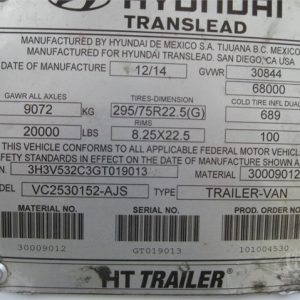 HYUNDAI
TRANSLEAD
MANUFACTURED BY HYUNDAI DE MEXICO S.A. TIJUANA B.C. MEXICO
MANUFACTURED FOR HYUNDAI TRANSLEAD. SAN DIEGO, CA USA
DATE OF MANUFACTURE 12/14 GVWR 30844
68000
GAWR ALL AXLES TIRES-DIMENSION COLD TIRE INFL
9072 KG 295/75R22.5(G) 689
RIMS
20000 LBS 8.25X22.5 100
THIS VEHICLE CONFORMS TO ALL APPLICABLE FEDERAL MOTOR VEHICLE
SAFETY STANDARDS IN EFFECT ON THE DATE OF MANUFACTURE SHOWN A
3H3V532C3GT019013 MATERIAL 30009012
VC2530152-AJS TYPE TRAILER-VAN
MATERIAL NO. SERIAL NO. PROD. ORDER NO.
30009012 GT019013 101004530
HT TRAILER